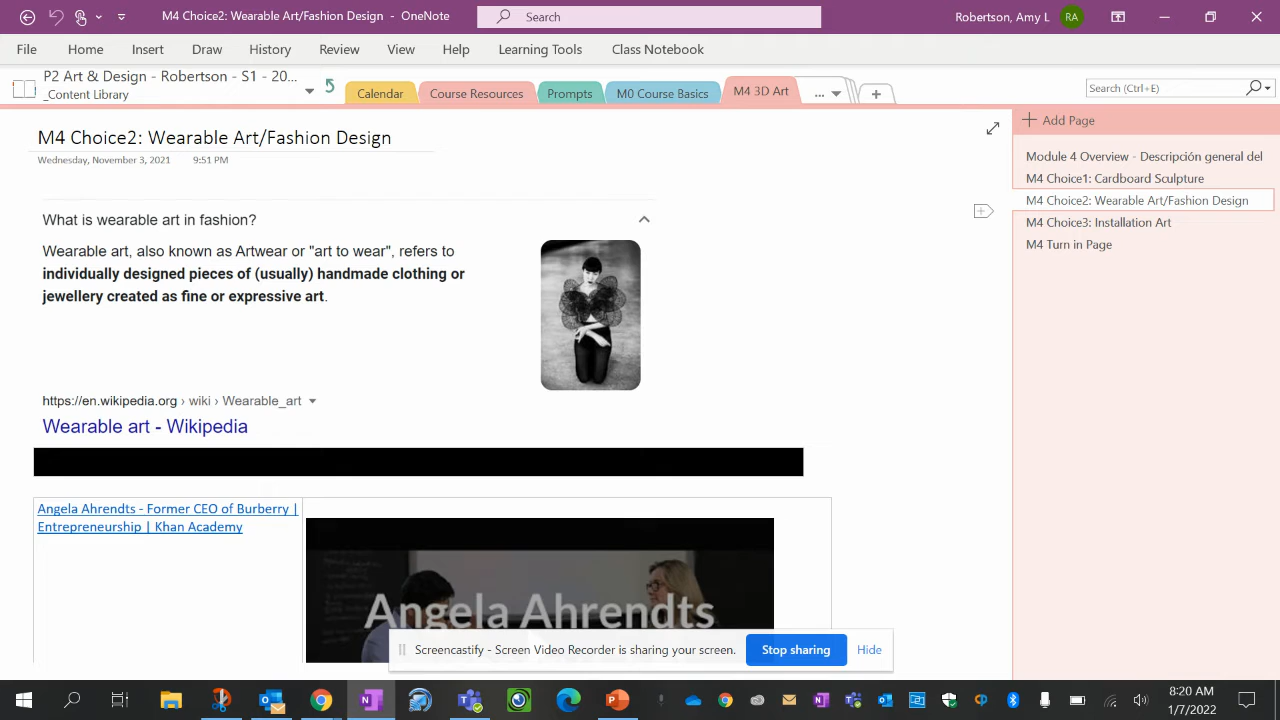 M4 Choice2: Wearable Art/Fashion Design - OneNote
Search
Robertson, Amy L
RA
File Home Insert Draw History Review View Help Learning Tools Class Notebook
P2 Art & Design - Robertson - S1 - 20...
_Content Library
Calendar Course Resources Prompts M0 Course Basics M4 3D Art ...
Search (Ctrl+E)
M4 Choice2: Wearable Art/Fashion Design
Wednesday, November 3, 2021 9:51 PM
What is wearable art in fashion?
Wearable art, also known as Artwear or "art to wear", refers to
individually designed pieces of (usually) handmade clothing or
jewellery created as fine or expressive art.
https://en.wikipedia.org › wiki › Wearable_art
Wearable art - Wikipedia
Angela Ahrendts - Former CEO of Burberry |
Entrepreneurship | Khan Academy
Angela Ahrendts
Add Page
Module 4 Overview - Descripción general del
M4 Choice1: Cardboard Sculpture
M4 Choice2: Wearable Art/Fashion Design
M4 Choice3: Installation Art
M4 Turn in Page
Screencastify - Screen Video Recorder is sharing your screen.
Stop sharing
Hide
8:20 AM
1/7/2022